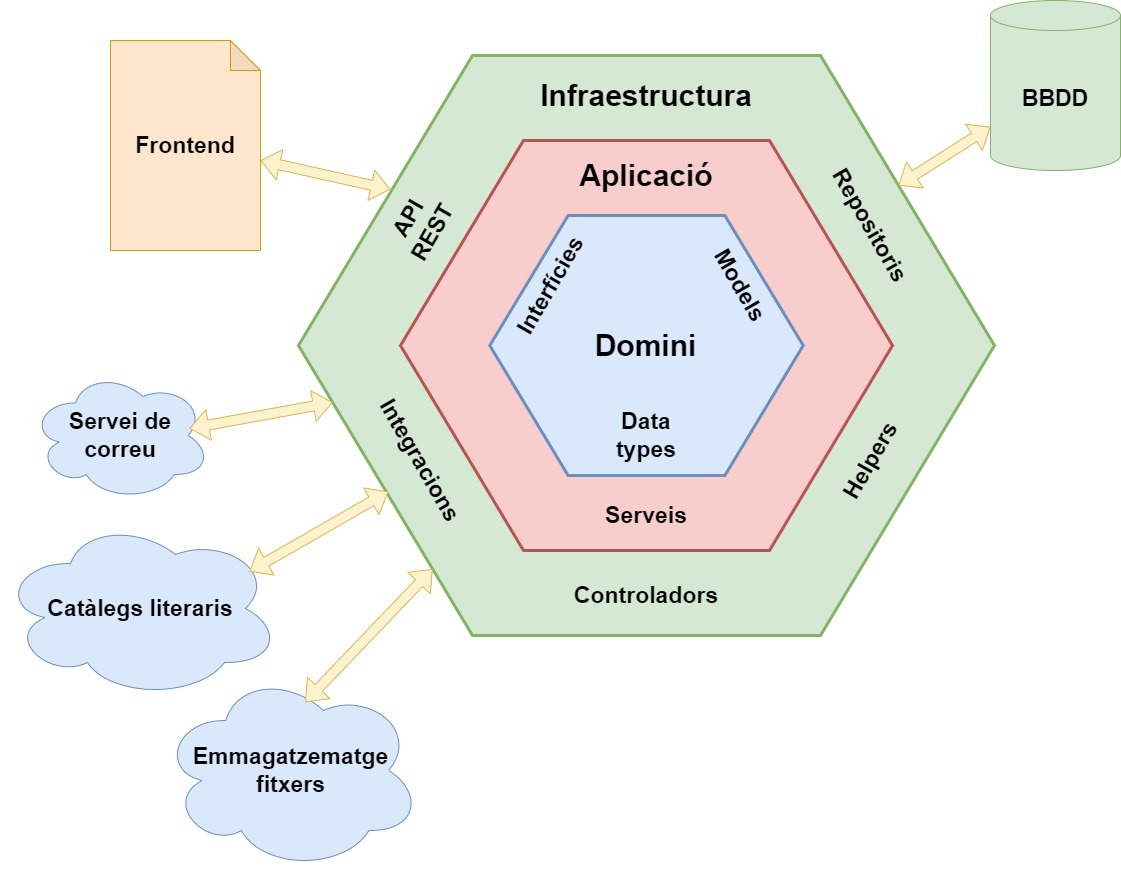 Frontend
Infraestructura
BBDD
Aplicació
API
REST
Repositoris
Interfícies
Models
Domini
Data
types
Servei de
correu
Integracions
Helpers
Serveis
Catàlegs literaris
Controladors
Emmagatzematge
fitxers